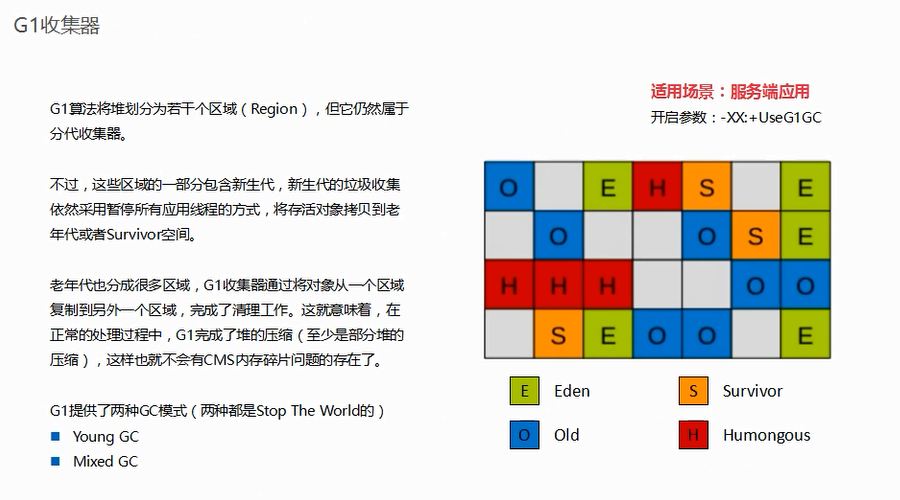 G1收集器
G1算法将堆划分为若干个区域（Region），但它仍然属于
分代收集器。
不过，这些区域的一部分包含新生代，新生代的垃圾收集
依然采用暂停所有应用线程的方式，将存活对象拷贝到老
年代或者Survivor空间。
老年代也分成很多区域，G1收集器通过将对象从一个区域
复制到另外一个区域，完成了清理工作。这就意味着，在
正常的处理过程中，G1完成了堆的压缩（至少是部分堆的
压缩），这样也就不会有CMS内存碎片问题的存在了。
G1提供了两种GC模式（两种都是Stop The World的）
Young GC
Mixed GC
适用场景：服务端应用
开启参数：-XX:+UseG1GC
O E H S E
O O S E
H H H O O
S E O O E
E Eden
S Survivor
O Old
H Humongous